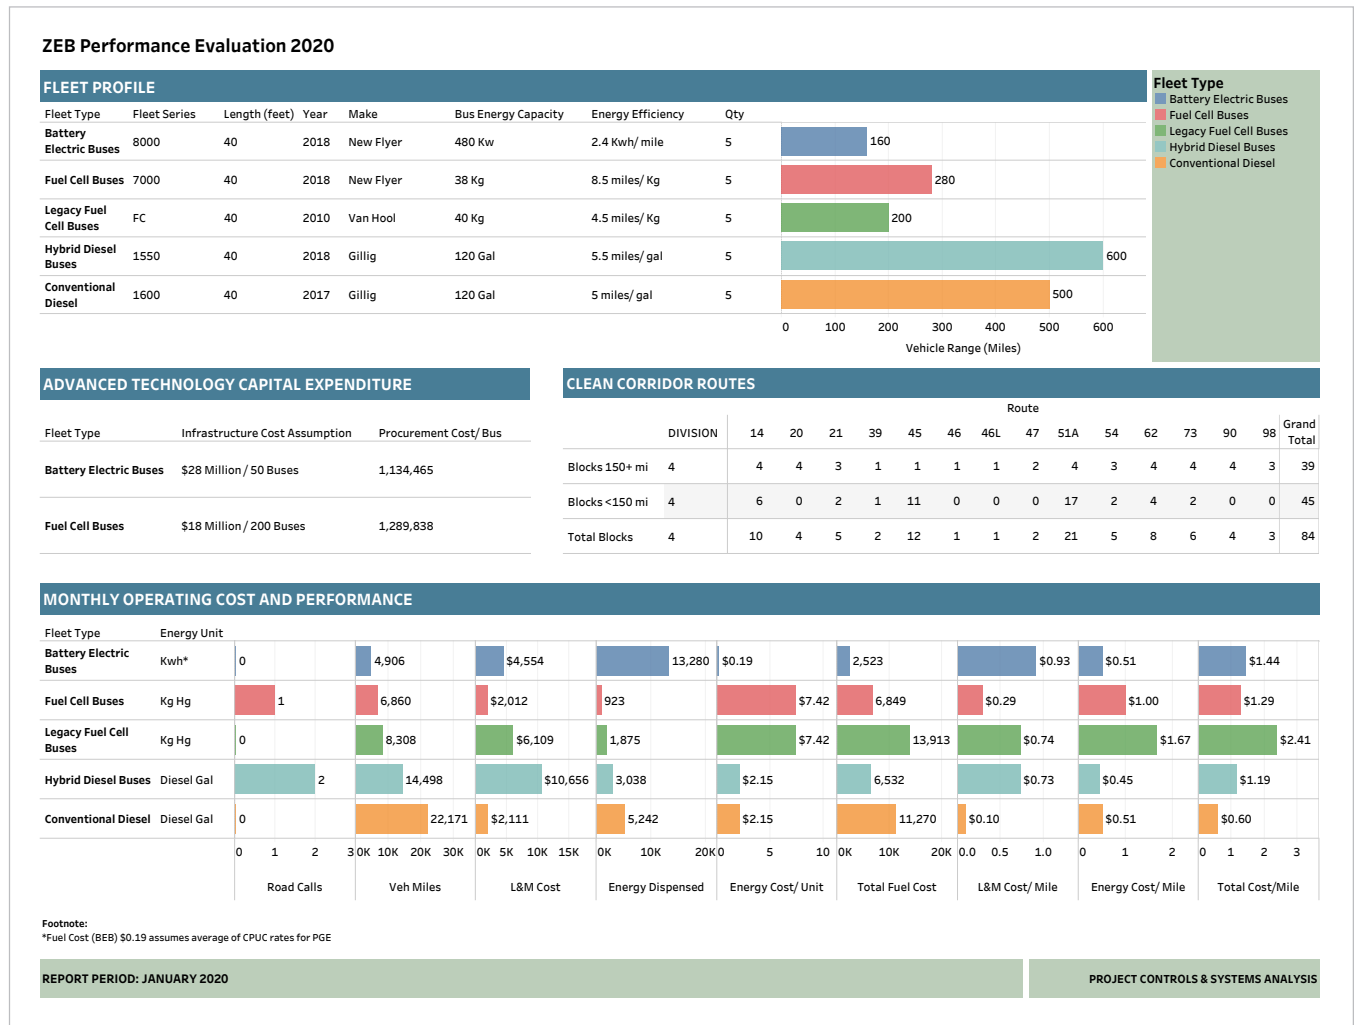 ZEB Performance Evaluation 2020
FLEET PROFILE
Fleet Type Fleet Series Length (feet) Year Make Bus Energy Capacity Energy Efficiency Qty
Battery Electric Buses 8000 40 2018 New Flyer 480 Kw 2.4 Kwh/ mile 5 160
Fuel Cell Buses 7000 40 2018 New Flyer 38 Kg 8.5 miles/ Kg 5 280
Legacy Fuel Cell Buses FC 40 2010 Van Hool 40 Kg 4.5 miles/ Kg 5 200
Hybrid Diesel Buses 1550 40 2018 Gillig 120 Gal 5.5 miles/ gal 5 600
Conventional Diesel 1600 40 2017 Gillig 120 Gal 5 miles/ gal 5 500
0 100 200 300 400 500 600
Vehicle Range (Miles)
Fleet Type
Battery Electric Buses
Fuel Cell Buses
Legacy Fuel Cell Buses
Hybrid Diesel Buses
Conventional Diesel
ADVANCED TECHNOLOGY CAPITAL EXPENDITURE
Fleet Type Infrastructure Cost Assumption Procurement Cost/ Bus
Battery Electric Buses $28 Million / 50 Buses 1,134,465
Fuel Cell Buses $18 Million / 200 Buses 1,289,838
CLEAN CORRIDOR ROUTES
Route
DIVISION 14 20 21 39 45 46 46L 47 51A 54 62 73 90 98 Grand Total
Blocks 150+ mi 4 4 4 3 1 1 1 1 2 4 3 4 4 4 3 39
Blocks <150 mi 4 6 0 2 1 11 0 0 0 17 2 4 2 0 0 45
Total Blocks 4 10 4 5 2 12 1 1 2 21 5 8 6 4 3 84
MONTHLY OPERATING COST AND PERFORMANCE
Fleet Type Energy Unit
Battery Electric Buses Kwh* 0 4,906 $4,554 13,280 $0.19 2,523 $0.93 $0.51 $1.44
Fuel Cell Buses Kg Hg 1 6,860 $2,012 923 $7.42 6,849 $0.29 $1.00 $1.29
Legacy Fuel Cell Buses Kg Hg 0 8,308 $6,109 1,875 $7.42 13,913 $0.74 $1.67 $2.41
Hybrid Diesel Buses Diesel Gal 2 14,498 $10,656 3,038 $2.15 6,532 $0.73 $0.45 $1.19
Conventional Diesel Diesel Gal 0 22,171 $2,111 5,242 $2.15 11,270 $0.10 $0.51 $0.60
0 1 2 3 0K 10K 20K 30K 0K 5K 10K 15K 0K 10K 20K 0 5 10 0K 10K 20K 0.0 0.5 1.0 0 1 2 0 1 2 3
Road Calls Veh Miles L&M Cost Energy Dispensed Energy Cost/ Unit Total Fuel Cost L&M Cost/ Mile Energy Cost/ Mile Total Cost/Mile
Footnote:
*Fuel Cost (BEB) $0.19 assumes average of CPUC rates for PGE
REPORT PERIOD: JANUARY 2020
PROJECT CONTROLS & SYSTEMS ANALYSIS